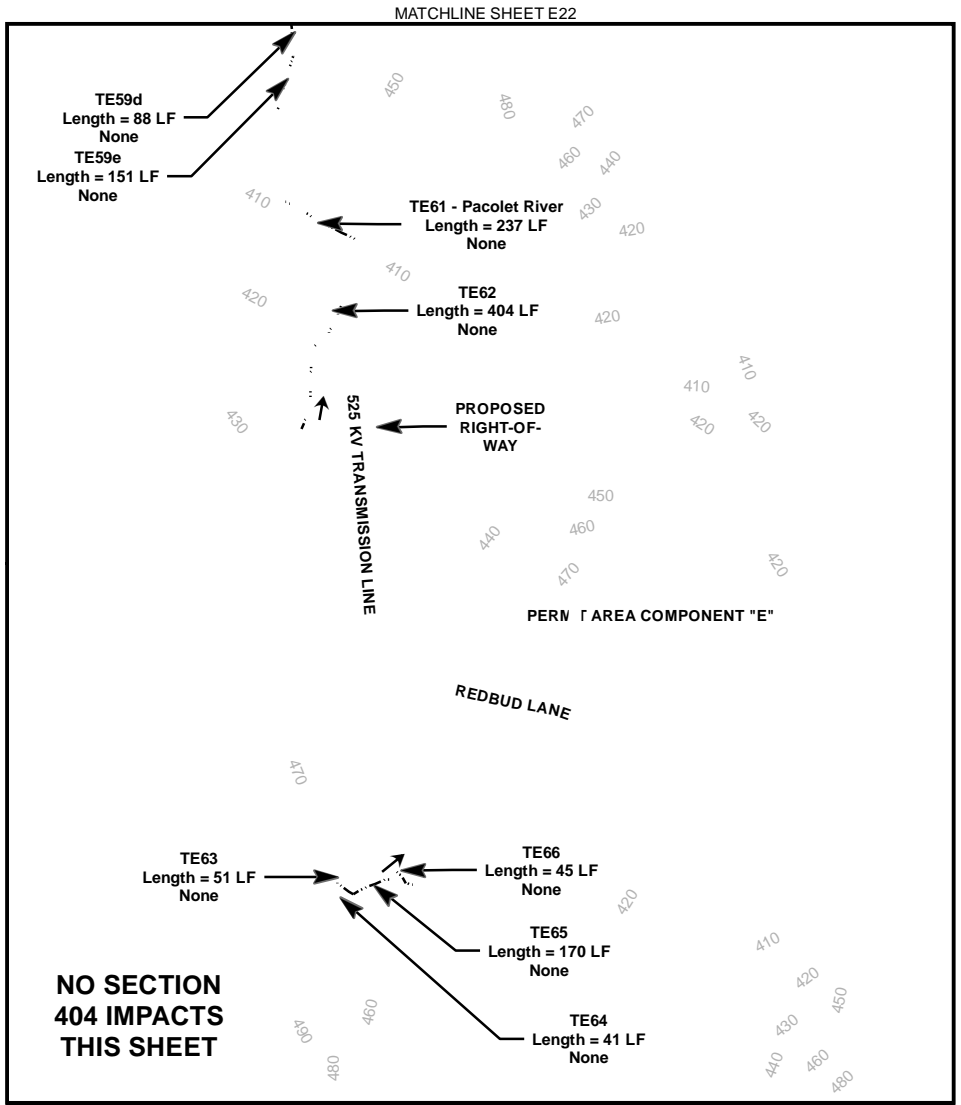 MATCHLINE SHEET E22
TE59d
Length = 88 LF
None
TE59e
Length = 151 LF
None
450
480
470
460
440
410
430
420
TE61 - Pacolet River
Length = 237 LF
None
410
420
TE62
Length = 404 LF
None
420
410
410
430
420
420
525 KV TRANSMISSION LINE
PROPOSED
RIGHT-OF-
WAY
450
460
440
470
420
PERM T AREA COMPONENT "E"
REDBUD LANE
470
TE63
Length = 51 LF
None
TE66
Length = 45 LF
None
420
TE65
Length = 170 LF
None
410
420
450
430
NO SECTION
404 IMPACTS
THIS SHEET
460
490
480
TE64
Length = 41 LF
None
440
460
480